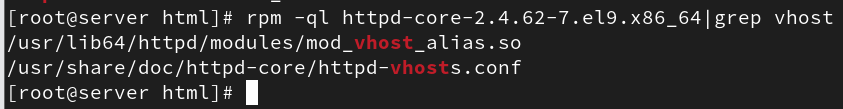 [root@server html]# rpm -ql httpd-core-2.4.62-7.el9.x86_64|grep vhost
/usr/lib64/httpd/modules/mod_vhost_alias.so
/usr/share/doc/httpd-core/httpd-vhosts.conf
[root@server html]#